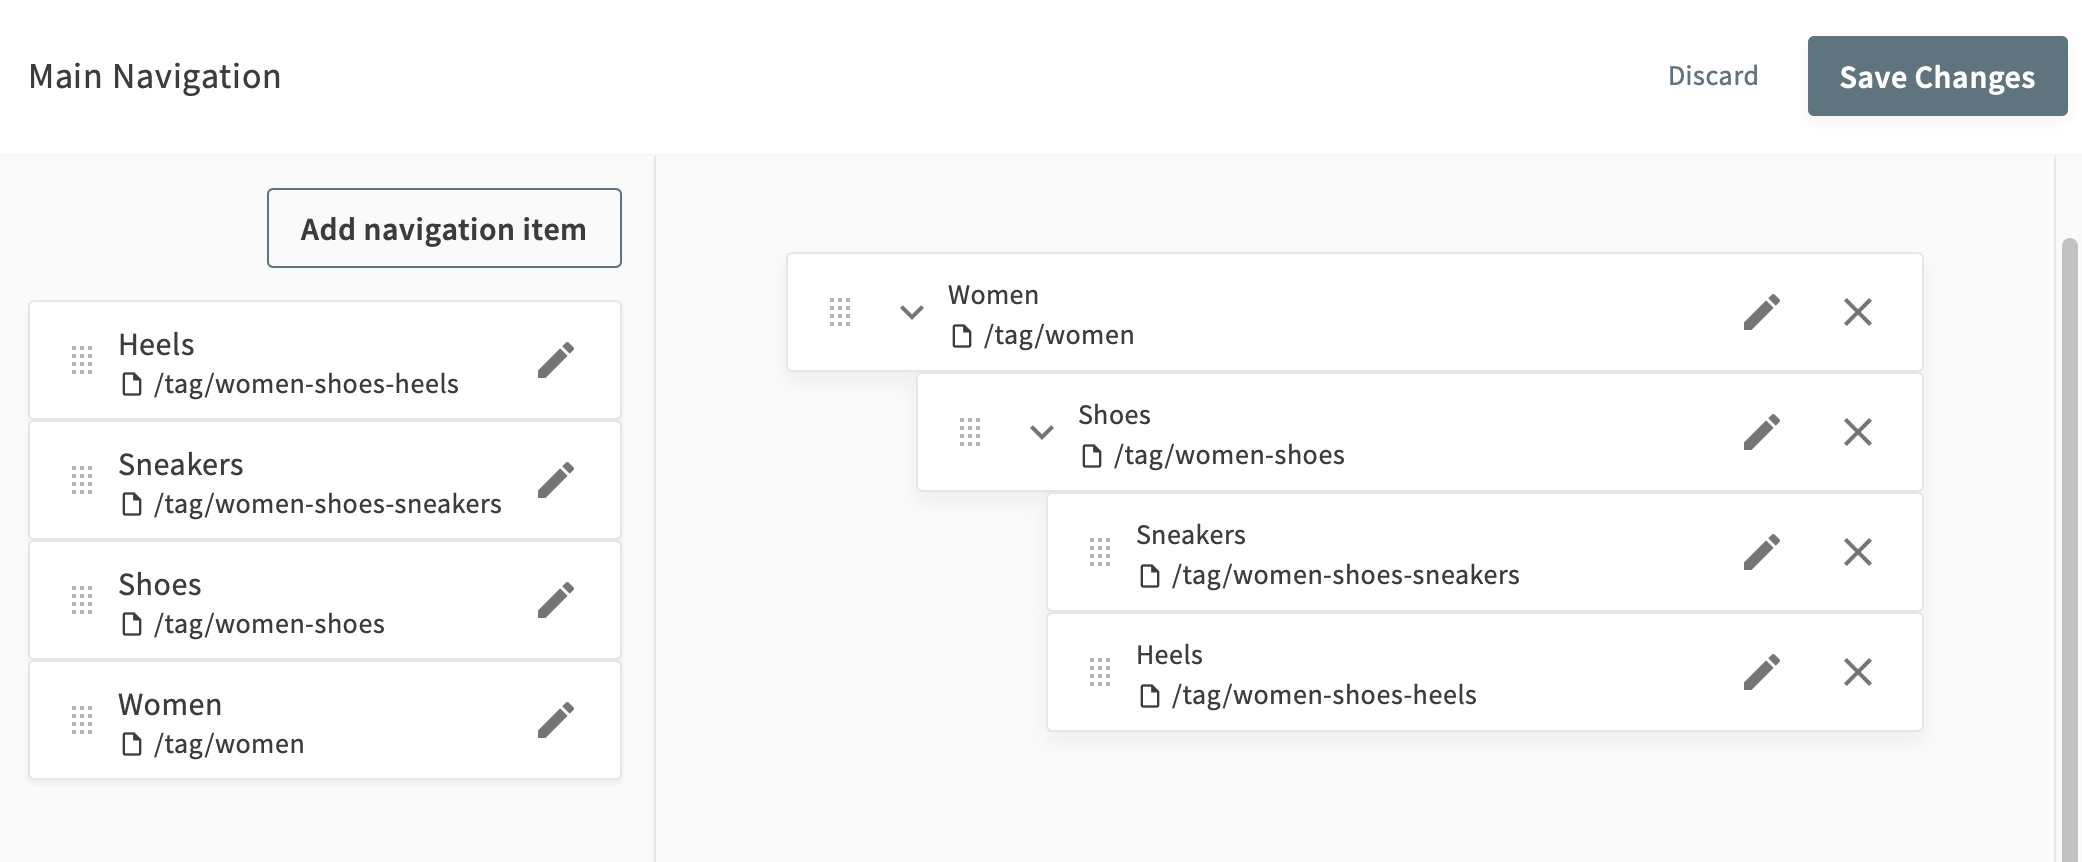 Main Navigation
Discard
Save Changes
Add navigation item
Heels
/tag/women-shoes-heels
Sneakers
/tag/women-shoes-sneakers
Shoes
/tag/women-shoes
Women
/tag/women
Women
/tag/women
Shoes
/tag/women-shoes
Sneakers
/tag/women-shoes-sneakers
Heels
/tag/women-shoes-heels